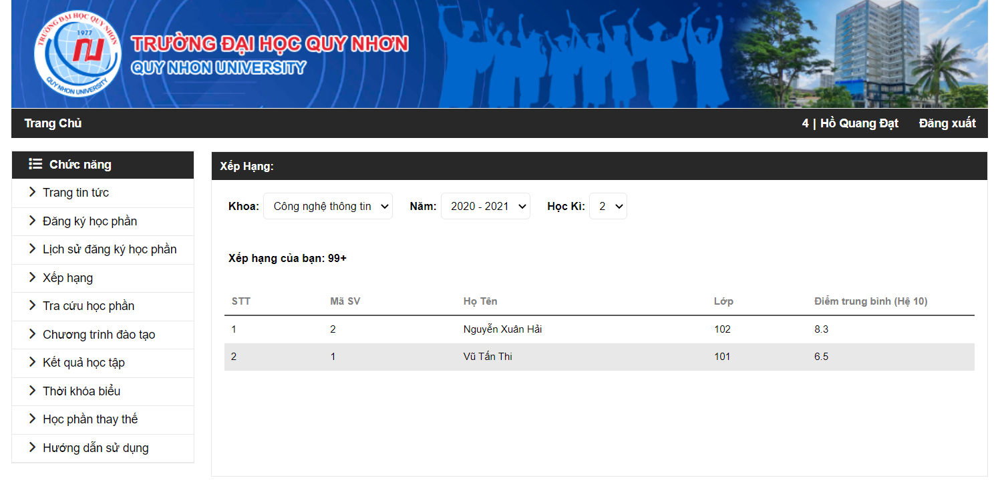 TRƯỜNG ĐẠI HỌC QUY NHƠN
1977
QUY NHON UNIVERSITY
TRƯỜNG ĐẠI HỌC QUY NHƠN
QUY NHON UNIVERSITY
Trang Chủ 4 | Hồ Quang Đạt Đăng xuất
Chức năng
Trang tin tức
Đăng ký học phần
Lịch sử đăng ký học phần
Xếp hạng
Tra cứu học phần
Chương trình đào tạo
Kết quả học tập
Thời khóa biểu
Học phần thay thế
Hướng dẫn sử dụng
Xếp Hạng:
Khoa: Công nghệ thông tin Năm: 2020 - 2021 Học Kì: 2
Xếp hạng của bạn: 99+
STT Mã SV Họ Tên Lớp Điểm trung bình (Hệ 10)
1 2 Nguyễn Xuân Hải 102 8.3
2 1 Vũ Tấn Thi 101 6.5